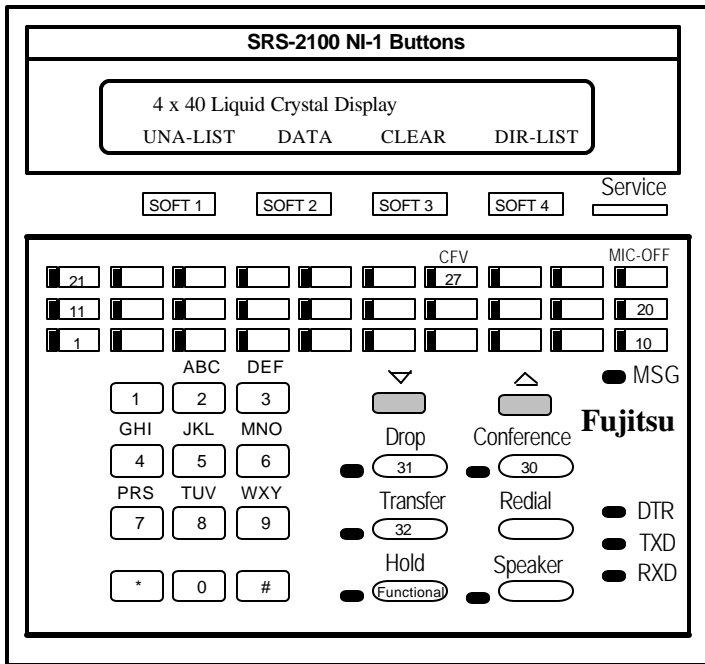 SRS-2100 NI-1 Buttons
4 x 40 Liquid Crystal Display
UNA-LIST DATA CLEAR DIR-LIST
SOFT 1 SOFT 2 SOFT 3 SOFT 4 Service
CFV MIC-OFF
21 27
11 20
1 10
MSG
ABC DEF
1 2 3
Fujitsu
GHI JKL MNO Drop Conference
4 5 6 31 30
PRS TUV WXY Transfer Redial
7 8 9 32
DTR
TXD
Hold Speaker
RXD
* 0 # Functional